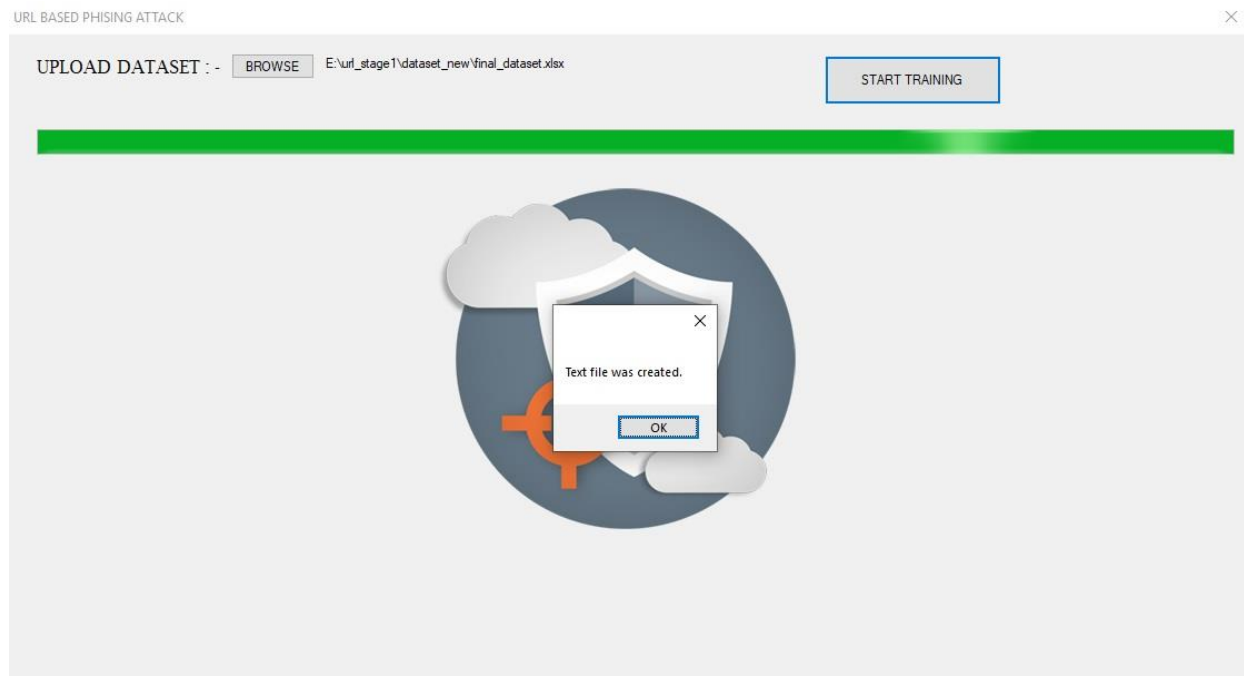 URL BASED PHISING ATTACK
UPLOAD DATASET : - BROWSE E:\url_stage1\dataset_new\final_dataset.xlsx START TRAINING
Text file was created.
OK